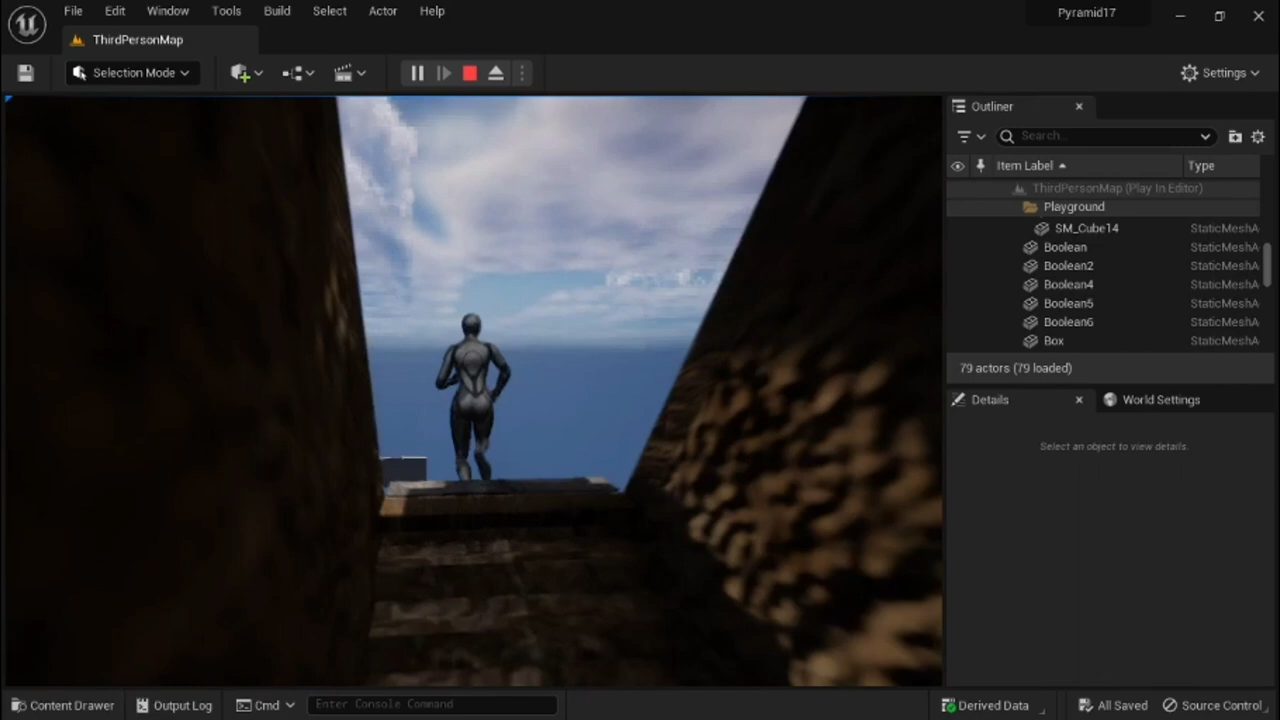 File Edit Window Tools Build Select Actor Help
Pyramid17
ThirdPersonMap
Selection Mode
Settings
Outliner
Search...
Item Label Type
ThirdPersonMap (Play In Editor)
Playground
SM_Cube14 StaticMeshA
Boolean StaticMeshA
Boolean2 StaticMeshA
Boolean4 StaticMeshA
Boolean5 StaticMeshA
Boolean6 StaticMeshA
Box StaticMeshA
79 actors (79 loaded)
Details World Settings
Select an object to view details.
Content Drawer Output Log Cmd Enter Console Command Derived Data All Saved Source Control